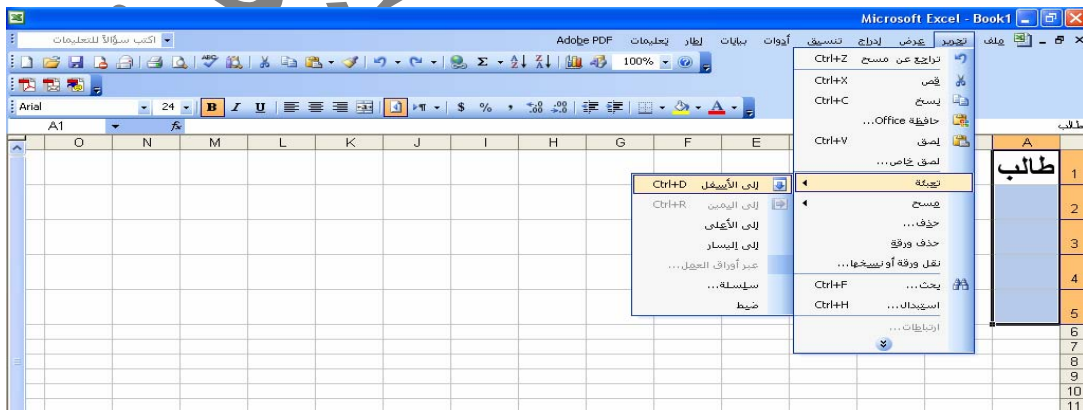 Microsoft Excel - Book1
ملف تحرير عرض إدراج تنسيق أدوات بيانات إطار تعليمات Adobe PDF
اكتب سؤالاً للتعليمات
100%
Arial 24 B I U $ % ,
A1 fx طالب
تراجع عن مسح Ctrl+Z
قص Ctrl+X
نسخ Ctrl+C
حافظة Office...
لصق Ctrl+V
لصق خاص...
تعبئة
مسح
حذف...
حذف ورقة
نقل ورقة أو نسخها...
بحث... Ctrl+F
استبدال... Ctrl+H
ارتباطات...
إلى الأسفل Ctrl+D
إلى اليمين Ctrl+R
إلى الأعلى
إلى اليسار
عبر أوراق العمل...
سلسلة...
ضبط
A E F G H I J K L M N O
طالب
1
2
3
4
5
6
7
8
9
10
11